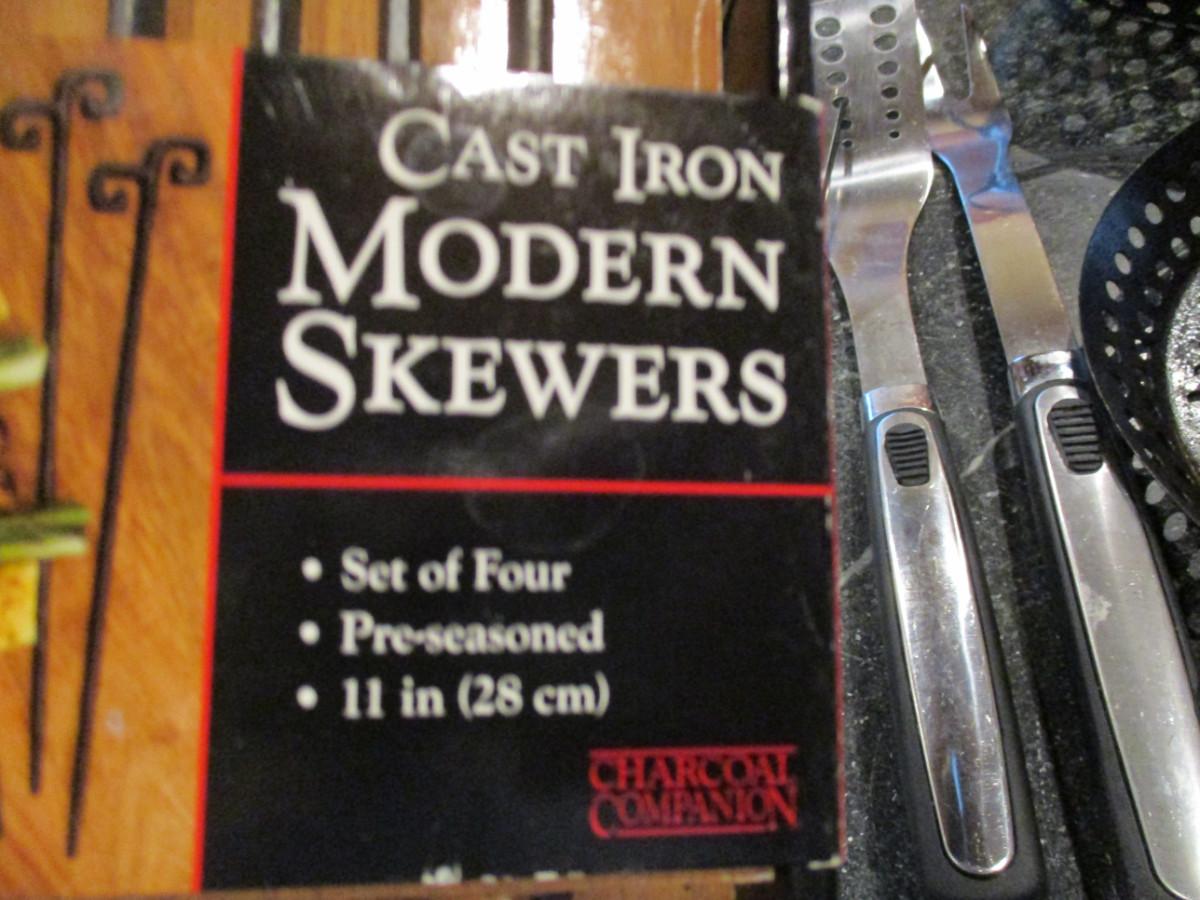 CAST IRON
MODERN
SKEWERS
• Set of Four
• Pre-seasoned
• 11 in (28 cm)
CHARCOAL
COMPANION